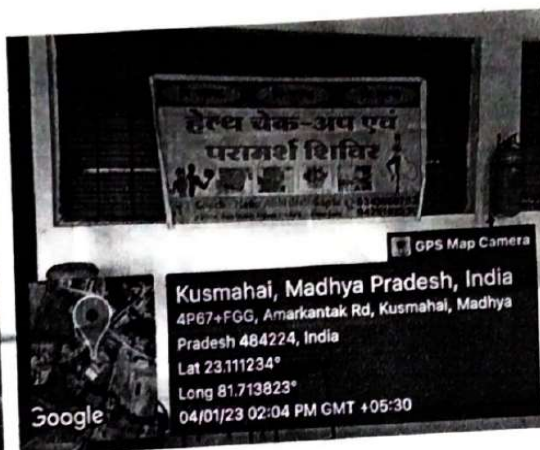 हेल्थ चेक-अप एवं
परामर्श शिविर
GPS Map Camera
Kusmahai, Madhya Pradesh, India
4P67+FGG, Amarkantak Rd, Kusmahai, Madhya
Pradesh 484224, India
Lat 23.111234°
Long 81.713823°
04/01/23 02:04 PM GMT +05:30
Google